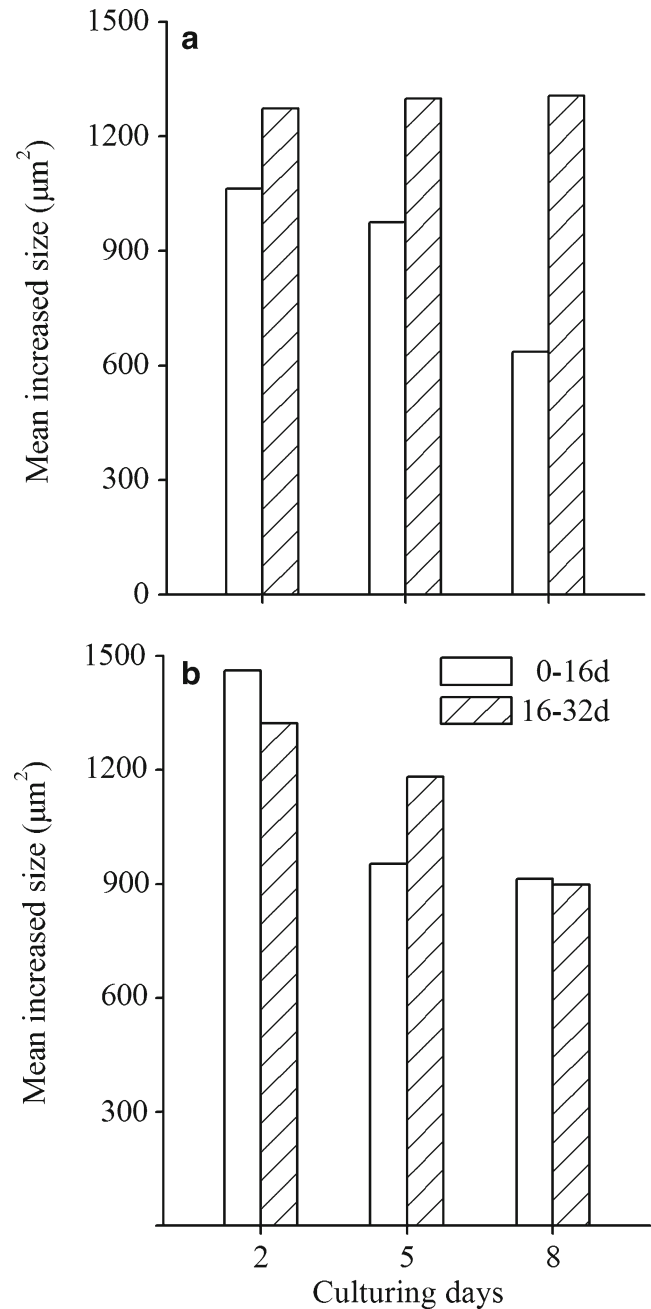 1500
a
1200
900
600
300
0
Mean increased size (μm²)
1500
b
0-16d
16-32d
1200
900
600
300
Mean increased size (μm²)
2 5 8
Culturing days